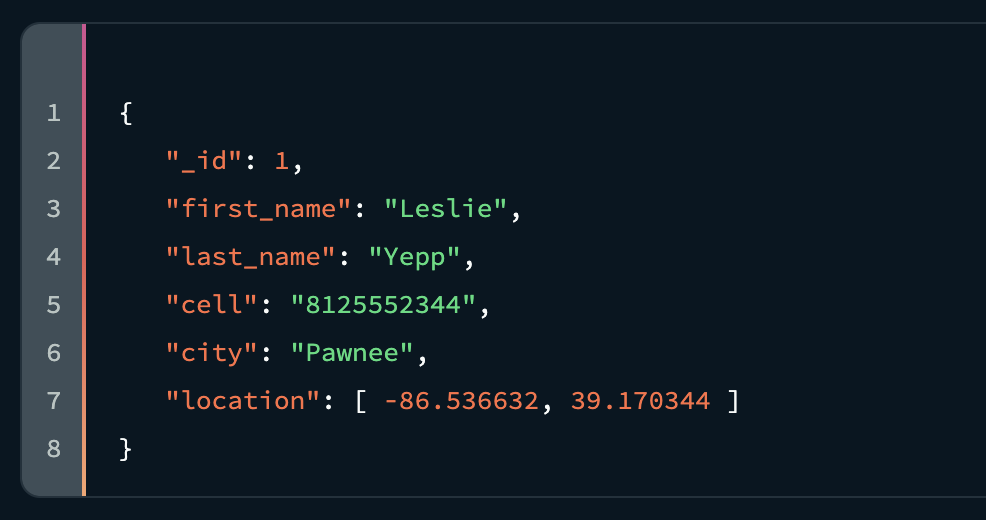 1 {
2 "_id": 1,
3 "first_name": "Leslie",
4 "last_name": "Yepp",
5 "cell": "8125552344",
6 "city": "Pawnee",
7 "location": [ -86.536632, 39.170344 ]
8 }